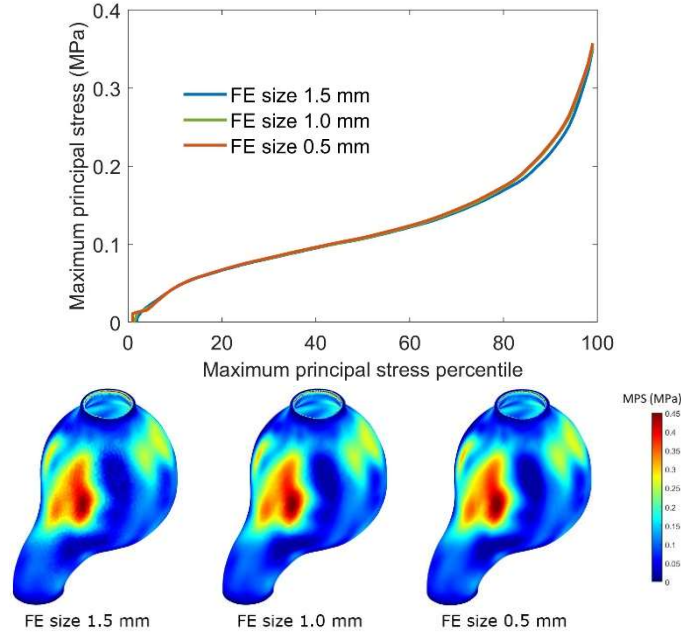 0.4
0.3
0.2
0.1
0
Maximum principal stress (MPa)
FE size 1.5 mm
FE size 1.0 mm
FE size 0.5 mm
0 20 40 60 80 100
Maximum principal stress percentile
MPS (MPa)
0.45
0.4
0.35
0.3
0.25
0.2
0.15
0.1
0.05
0
FE size 1.5 mm FE size 1.0 mm FE size 0.5 mm